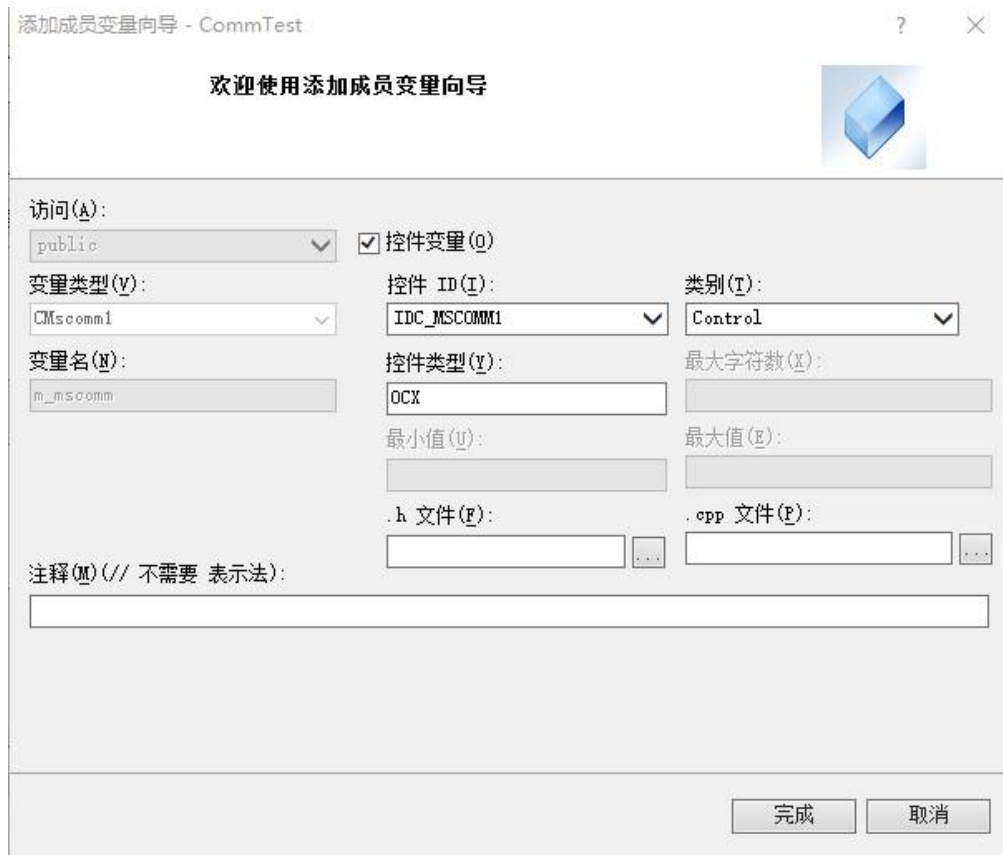 添加成员变量向导 - CommTest
?
欢迎使用添加成员变量向导
访问(A):
public
控件变量(O)
变量类型(V):
控件 ID(I):
类别(T):
CMscomm1
IDC_MSCOMM1
Control
变量名(N):
控件类型(Y):
最大字符数(X):
m_mscomm
OCX
最小值(U):
最大值(E):
.h 文件(F):
.cpp 文件(P):
...
...
注释(M)(// 不需要 表示法):
完成
取消